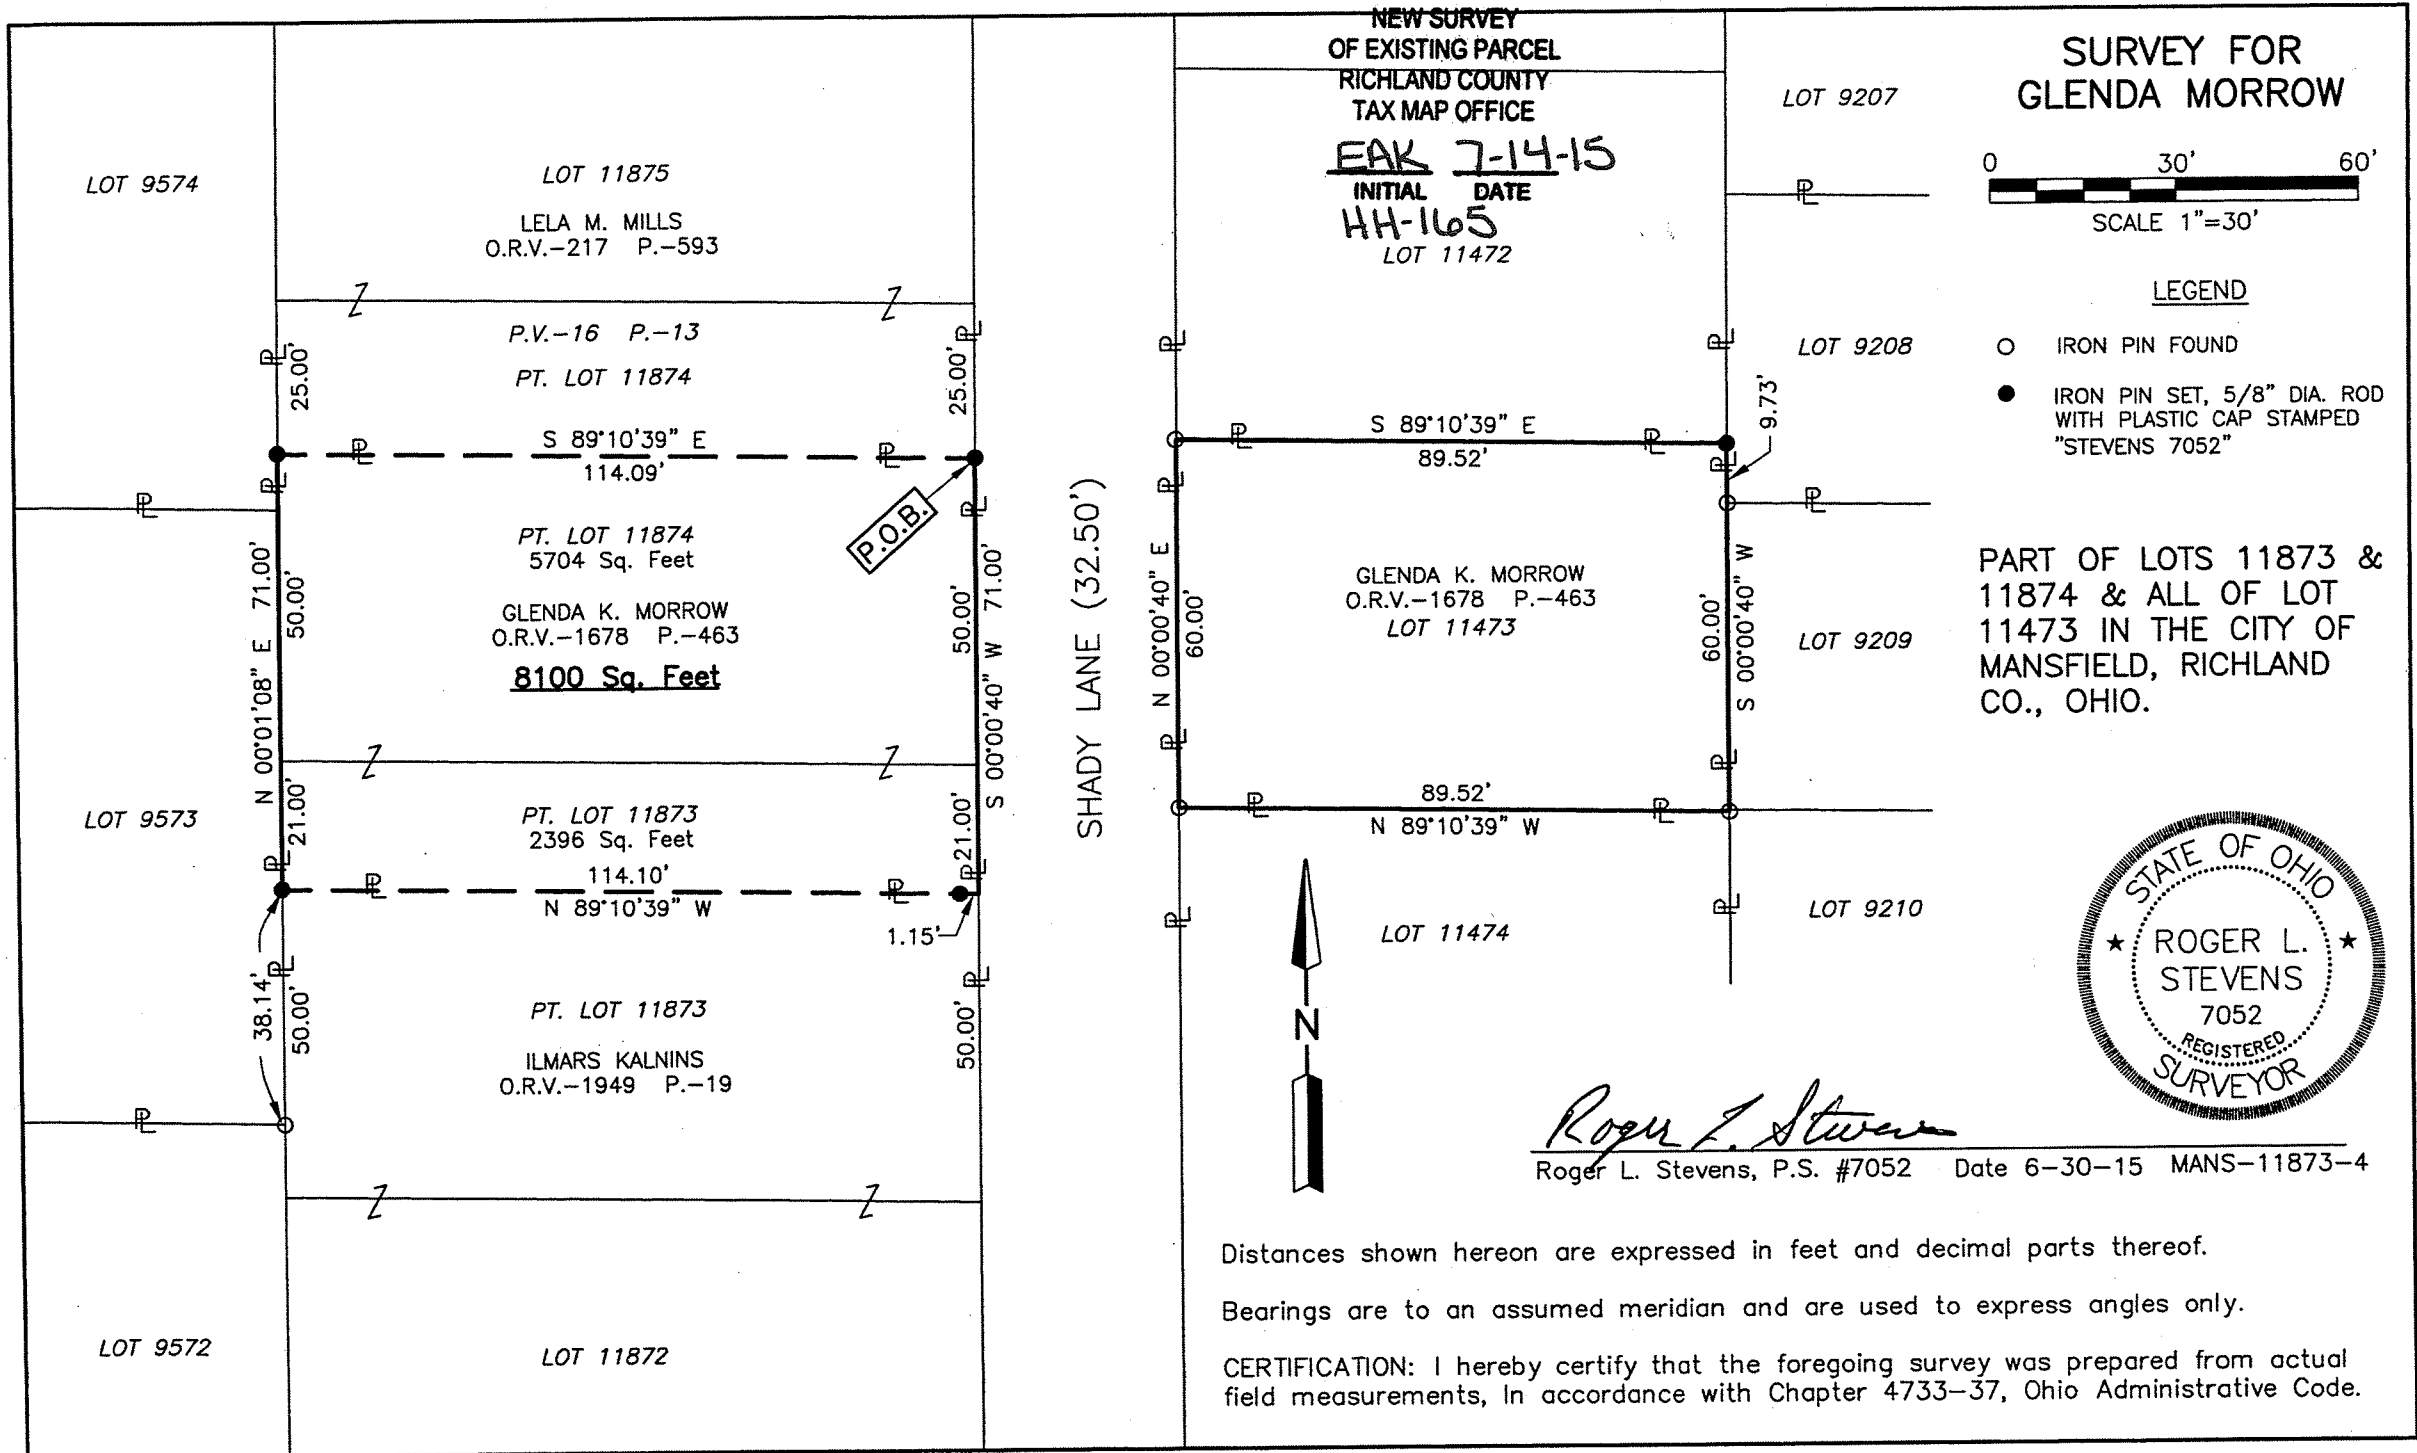 NEW SURVEY
OF EXISTING PARCEL
RICHLAND COUNTY
TAX MAP OFFICE
EAK 7-14-15
INITIAL DATE
HH-165
LOT 11472
SURVEY FOR
GLENDA MORROW
0 30' 60'
SCALE 1"=30'
LEGEND
IRON PIN FOUND
IRON PIN SET, 5/8" DIA. ROD
WITH PLASTIC CAP STAMPED
"STEVENS 7052"
PART OF LOTS 11873 &
11874 & ALL OF LOT
11473 IN THE CITY OF
MANSFIELD, RICHLAND
CO., OHIO.
LOT 9574
LOT 11875
LELA M. MILLS
O.R.V.-217 P.-593
P.V.-16 P.-13
PT. LOT 11874
25.00'
25.00'
S 89°10'39" E
114.09'
P.O.B.
PT. LOT 11874
5704 Sq. Feet
GLENDA K. MORROW
O.R.V.-1678 P.-463
8100 Sq. Feet
N 00°01'08" E 71.00'
50.00'
50.00'
S 00°00'40" W 71.00'
LOT 9573
21.00'
PT. LOT 11873
2396 Sq. Feet
21.00'
114.10'
N 89°10'39" W
1.15'
38.14'
50.00'
PT. LOT 11873
ILMARS KALNINS
O.R.V.-1949 P.-19
50.00'
LOT 9572
LOT 11872
SHADY LANE (32.50')
LOT 9207
LOT 9208
9.73'
S 89°10'39" E
89.52'
N 00°00'40" E
60.00'
GLENDA K. MORROW
O.R.V.-1678 P.-463
LOT 11473
60.00'
S 00°00'40" W
LOT 9209
89.52'
N 89°10'39" W
LOT 11474
LOT 9210
N
STATE OF OHIO
ROGER L.
STEVENS
7052
REGISTERED
SURVEYOR
Roger L. Stevens
Roger L. Stevens, P.S. #7052 Date 6-30-15 MANS-11873-4
Distances shown hereon are expressed in feet and decimal parts thereof.
Bearings are to an assumed meridian and are used to express angles only.
CERTIFICATION: I hereby certify that the foregoing survey was prepared from actual
field measurements, In accordance with Chapter 4733-37, Ohio Administrative Code.